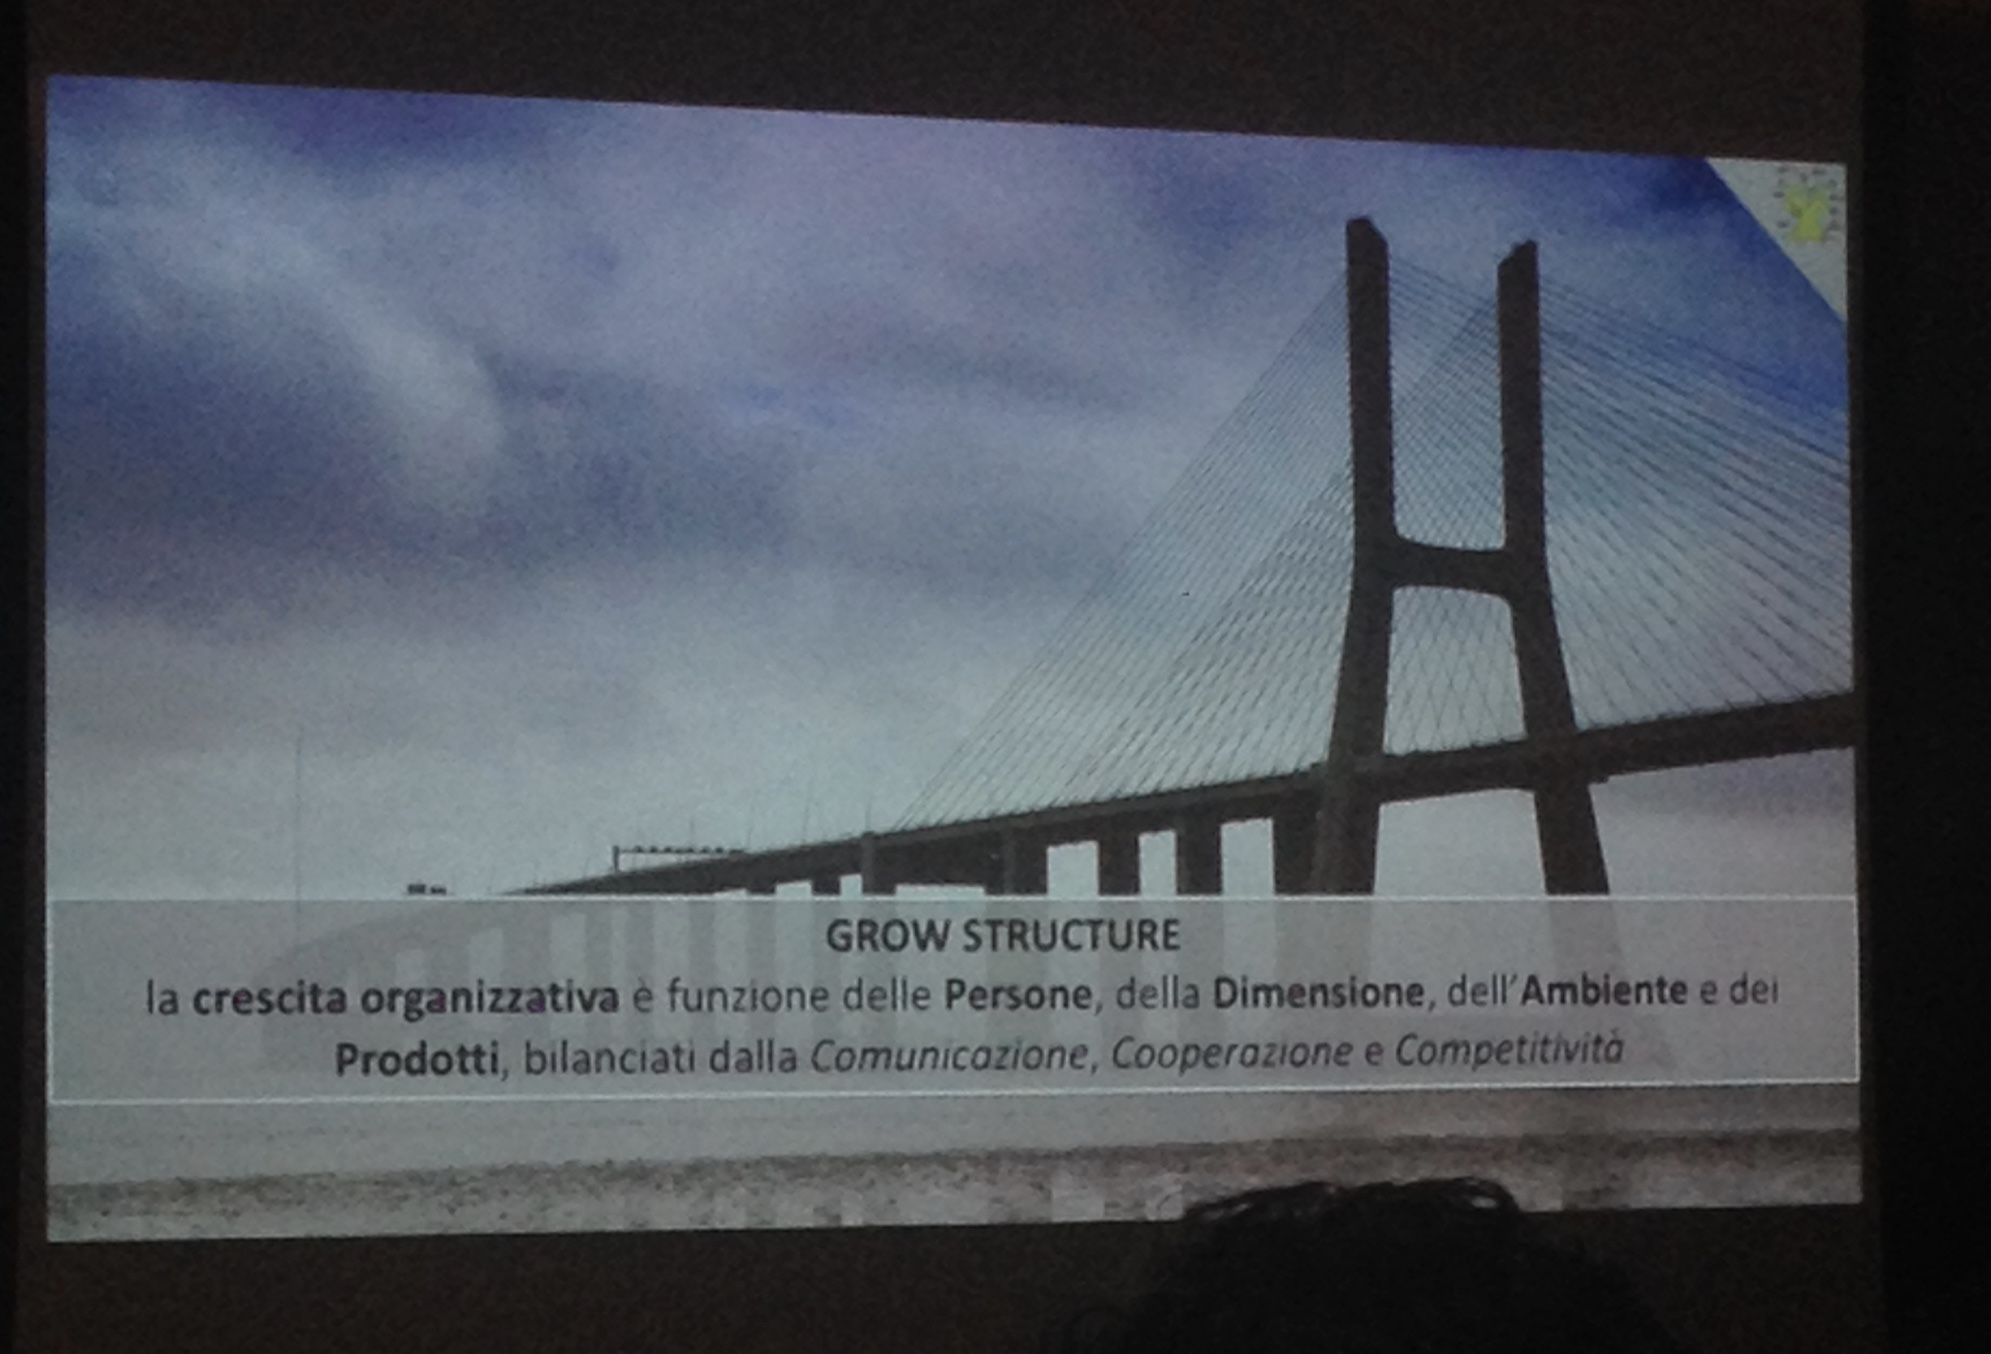 GROW STRUCTURE
la crescita organizzativa è funzione delle Persone, della Dimensione, dell'Ambiente e dei
Prodotti, bilanciati dalla Comunicazione, Cooperazione e Competitività